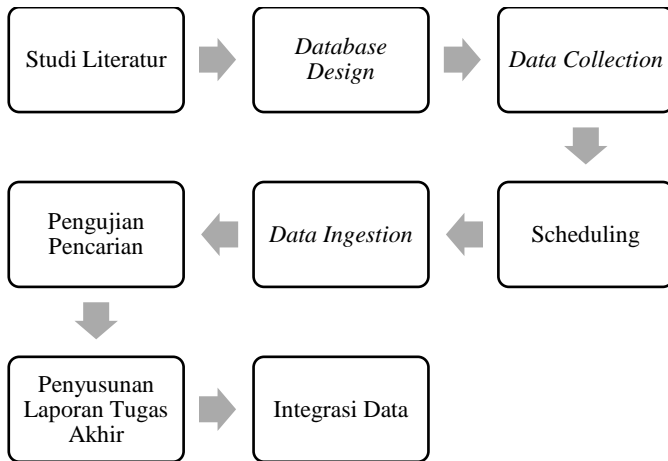 Studi Literatur
Database
Design
Data Collection
Scheduling
Data Ingestion
Pengujian
Pencarian
Penyusunan
Laporan Tugas
Akhir
Integrasi Data